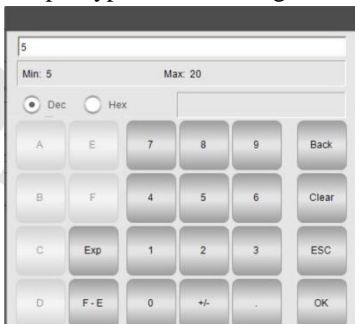 5
Min: 5 Max: 20
Dec Hex
A E 7 8 9 Back
B F 4 5 6 Clear
C Exp 1 2 3 ESC
D F - E 0 +/- . OK